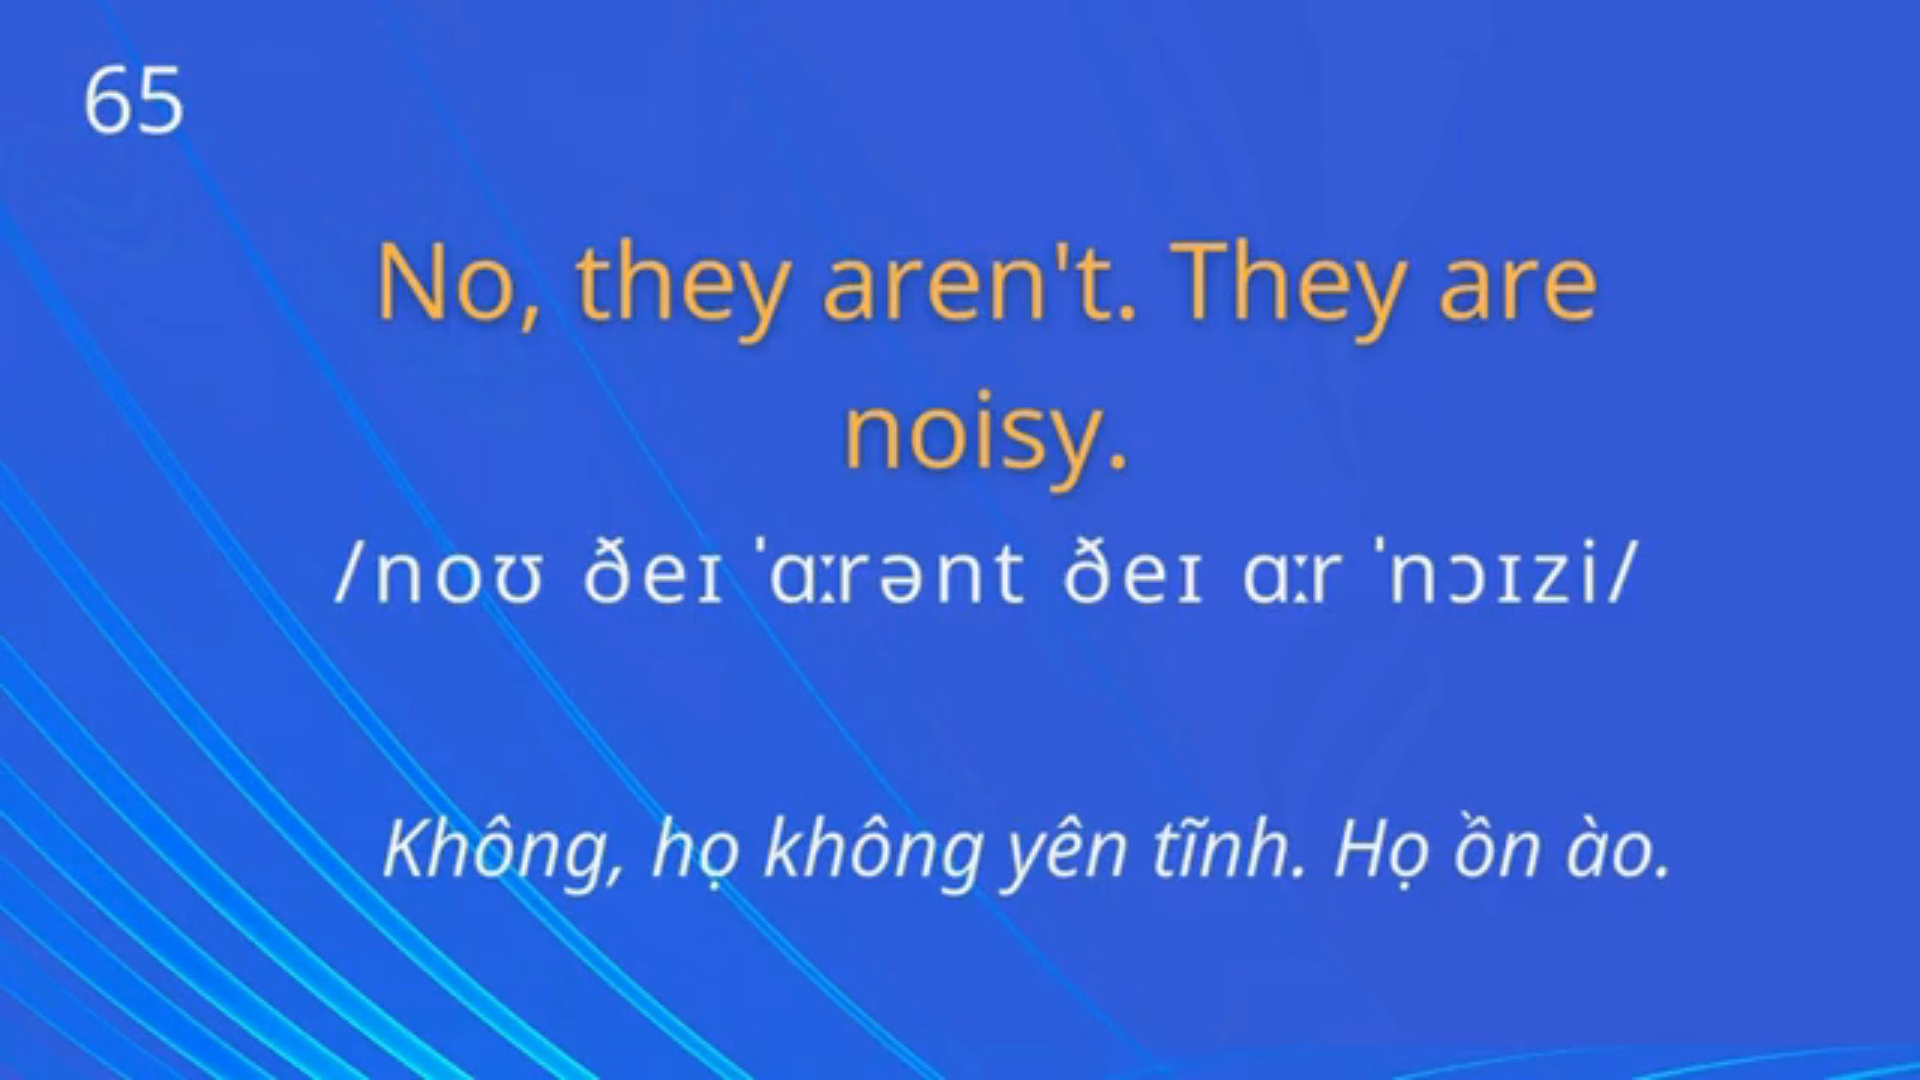 65
No, they aren't. They are
noisy.
/noʊ ðeɪ ˈɑːrənt ðeɪ ɑːr ˈnɔɪzi/
Không, họ không yên tĩnh. Họ ồn ào.